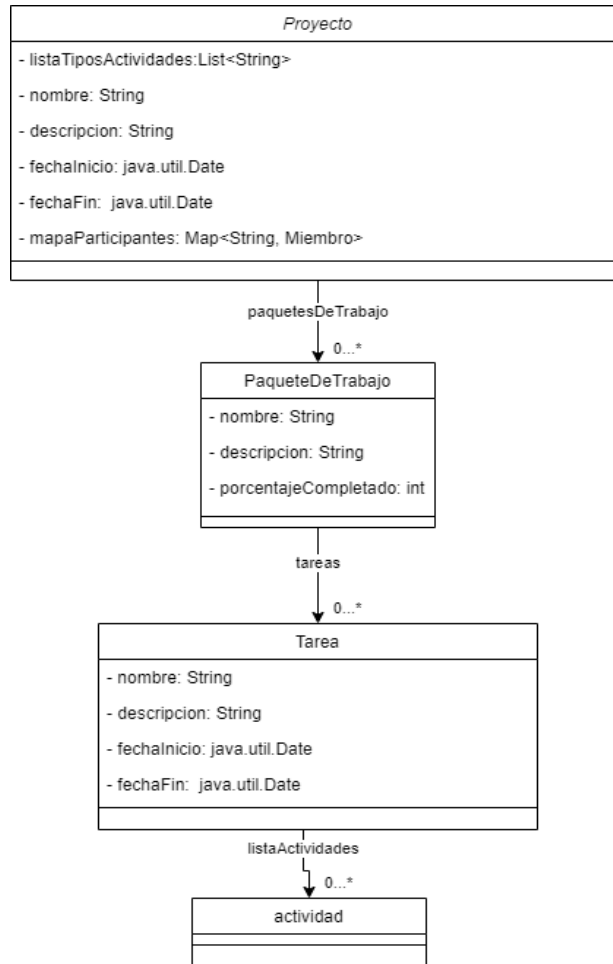 Proyecto
- listaTiposActividades:List<String>
- nombre: String
- descripcion: String
- fechaInicio: java.util.Date
- fechaFin:  java.util.Date
- mapaParticipantes: Map<String, Miembro>
paquetesDeTrabajo
0...*
PaqueteDeTrabajo
- nombre: String
- descripcion: String
- porcentajeCompletado: int
tareas
0...*
Tarea
- nombre: String
- descripcion: String
- fechaInicio: java.util.Date
- fechaFin:  java.util.Date
listaActividades
0...*
actividad